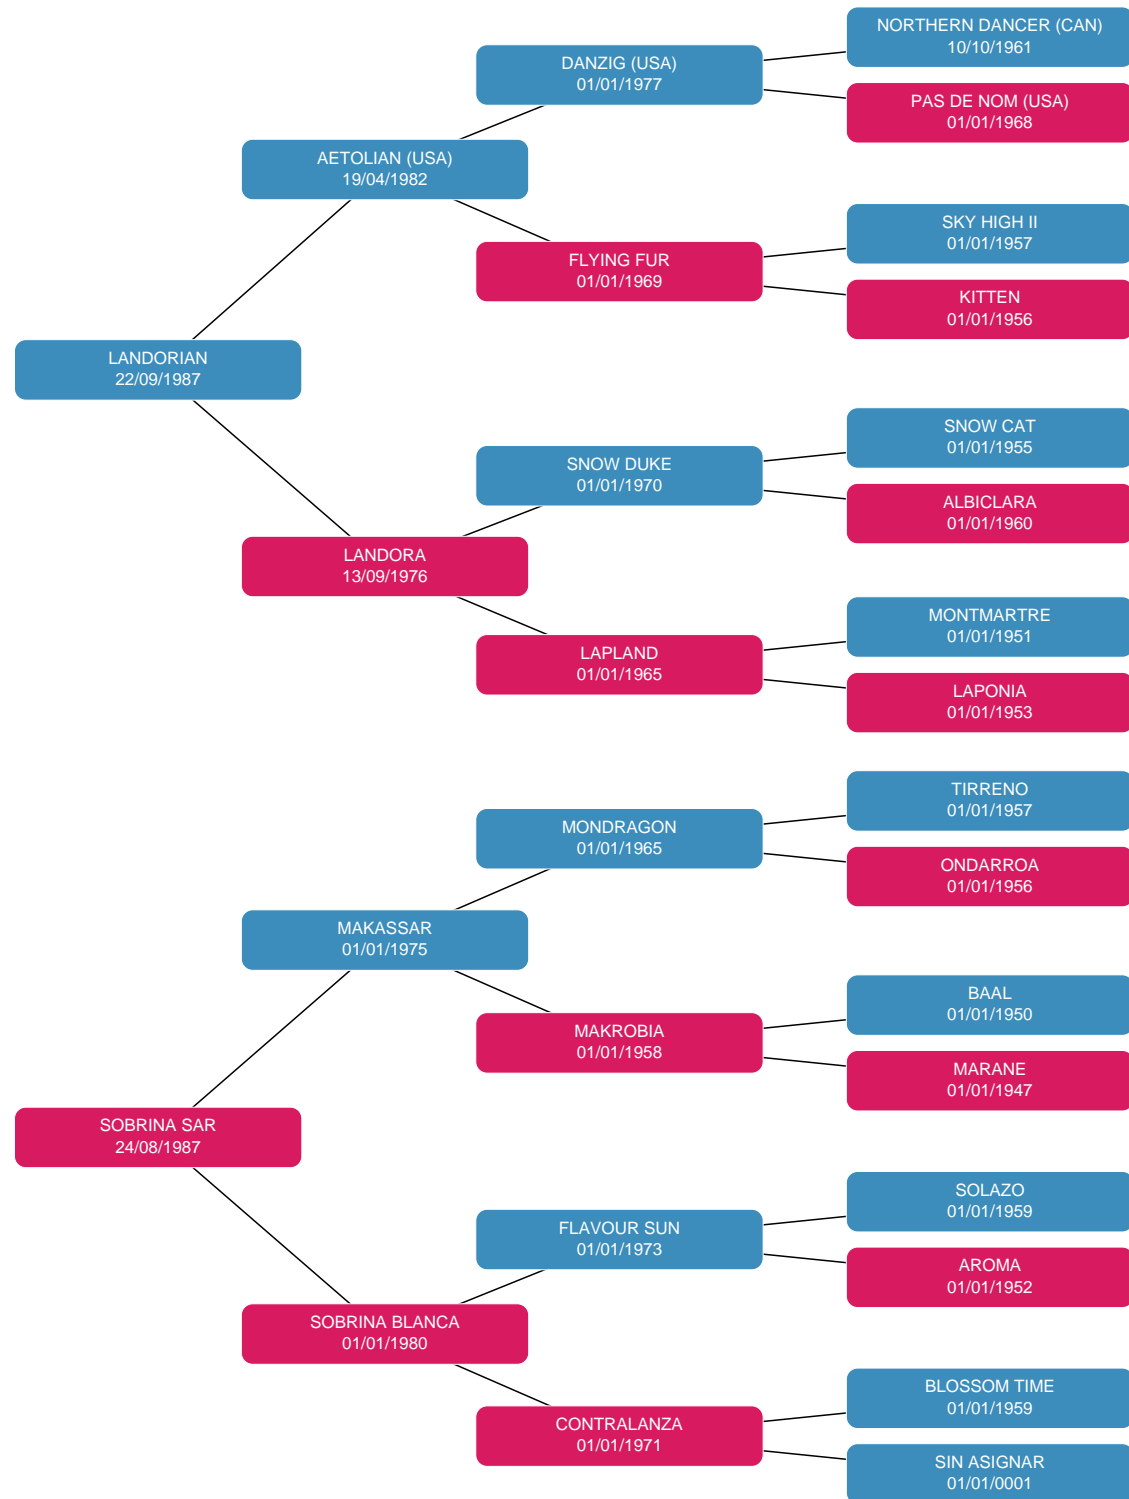 NORTHERN DANCER (CAN)
10/10/1961
DANZIG (USA)
01/01/1977
PAS DE NOM (USA)
01/01/1968
AETOLIAN (USA)
19/04/1982
SKY HIGH II
01/01/1957
FLYING FUR
01/01/1969
KITTEN
01/01/1956
LANDORIAN
22/09/1987
SNOW CAT
01/01/1955
SNOW DUKE
01/01/1970
ALBICLARA
01/01/1960
LANDORA
13/09/1976
MONTMARTRE
01/01/1951
LAPLAND
01/01/1965
LAPONIA
01/01/1953
TIRRENO
01/01/1957
MONDRAGON
01/01/1965
ONDARROA
01/01/1956
MAKASSAR
01/01/1975
BAAL
01/01/1950
MAKROBIA
01/01/1958
MARANE
01/01/1947
SOBRINA SAR
24/08/1987
SOLAZO
01/01/1959
FLAVOUR SUN
01/01/1973
AROMA
01/01/1952
SOBRINA BLANCA
01/01/1980
BLOSSOM TIME
01/01/1959
CONTRALANZA
01/01/1971
SIN ASIGNAR
01/01/0001